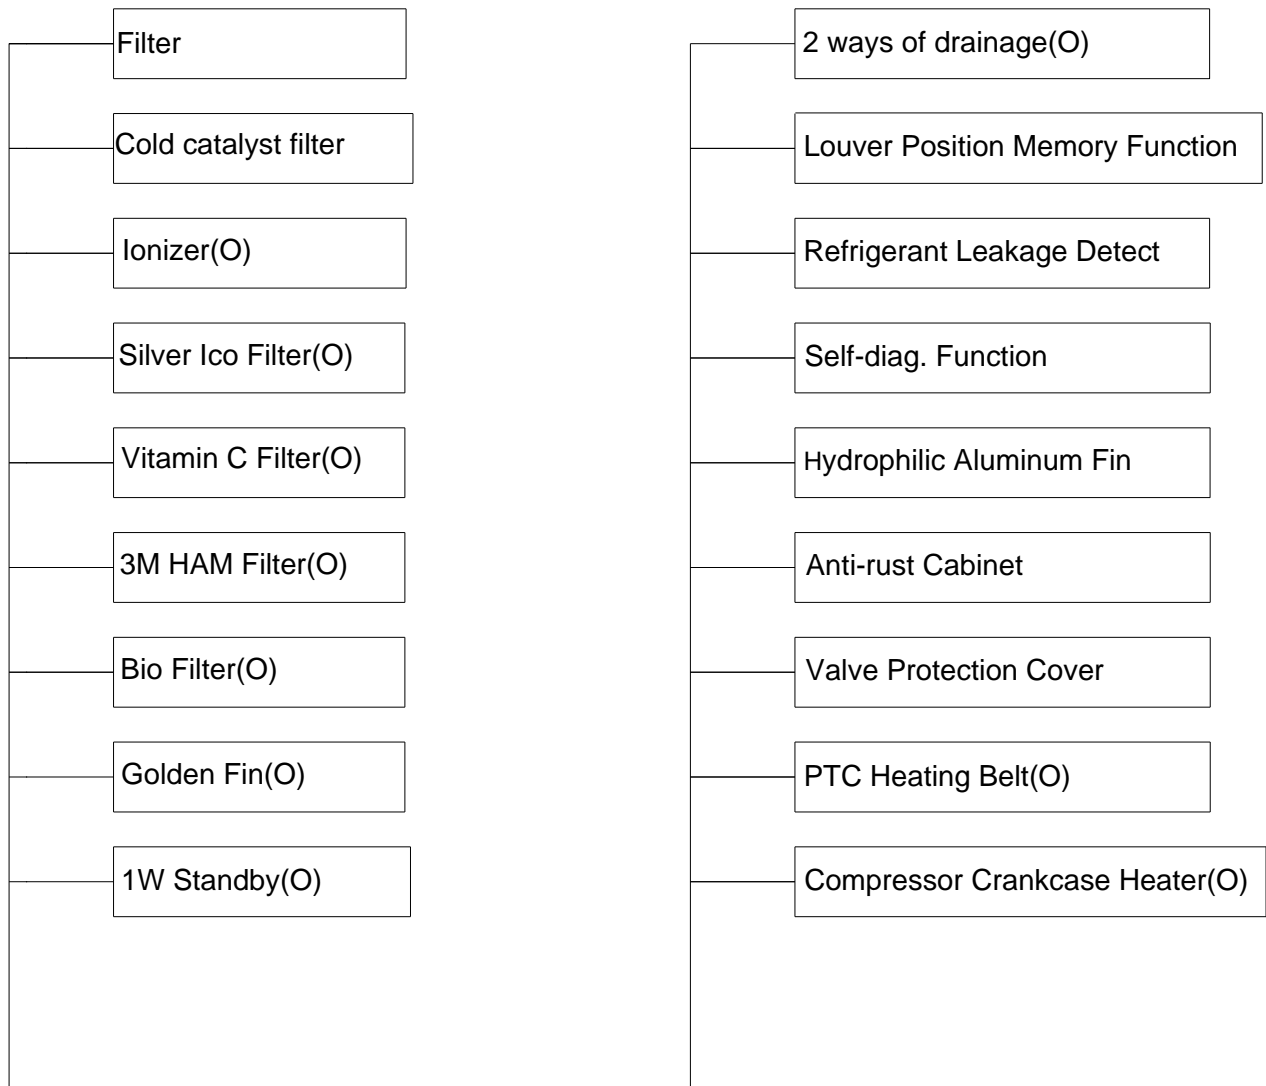 Filter
Cold catalyst filter
Ionizer(O)
Silver Ico Filter(O)
Vitamin C Filter(O)
3M HAM Filter(O)
Bio Filter(O)
Golden Fin(O)
1W Standby(O)
2 ways of drainage(O)
Louver Position Memory Function
Refrigerant Leakage Detect
Self-diag. Function
Hydrophilic Aluminum Fin
Anti-rust Cabinet
Valve Protection Cover
PTC Heating Belt(O)
Compressor Crankcase Heater(O)